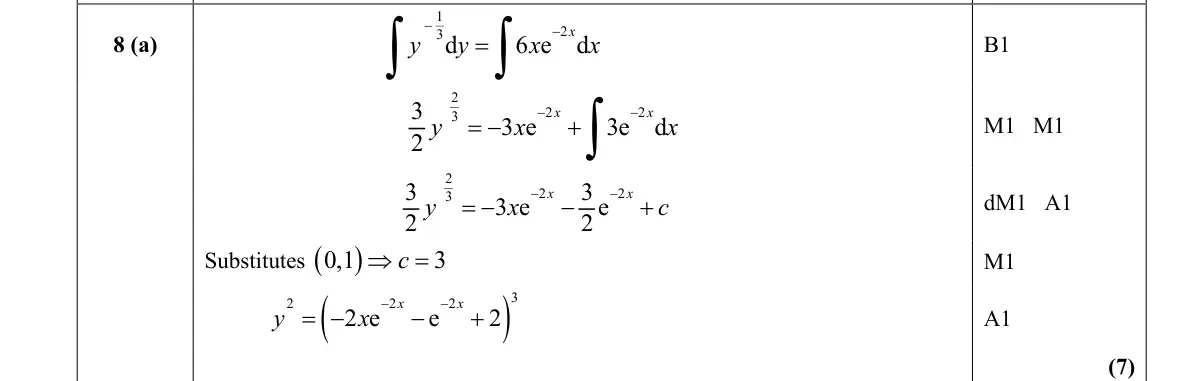 8 (a) ∫ y^{-1/3} dy = ∫ 6xe^{-2x} dx B1
3/2 y^{2/3} = −3xe^{-2x} + ∫ 3e^{-2x} dx M1 M1
3/2 y^{2/3} = −3xe^{-2x} − 3/2 e^{-2x} + c dM1 A1
Substitutes (0,1) ⇒ c = 3 M1
y^2 = (−2xe^{-2x} − e^{-2x} + 2)^3 A1
(7)